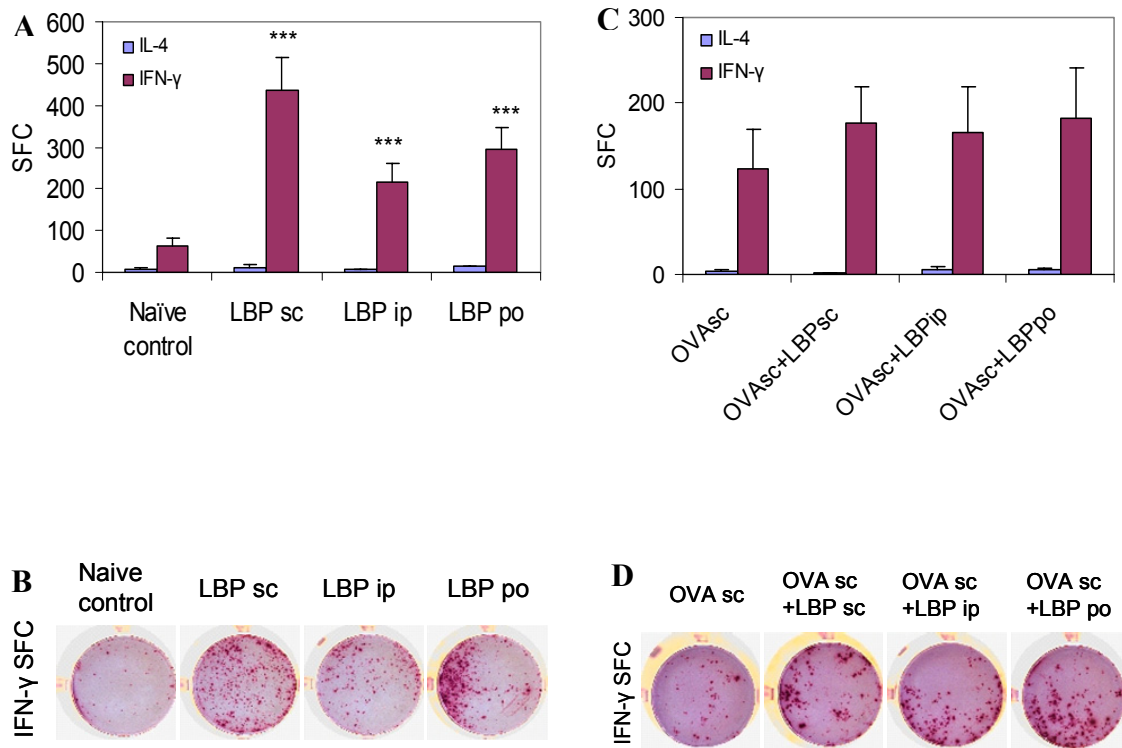 A
600
500
400
300
200
100
0
SFC
IL-4
IFN-γ
***
***
***
Naïve
control
LBP sc
LBP ip
LBP po
C
300
200
100
0
SFC
IL-4
IFN-γ
OVAsc
OVAsc+LBPsc
OVAsc+LBPip
OVAsc+LBPpo
B
Naive
control
LBP sc
LBP ip
LBP po
IFN-γ SFC
D
OVA sc
OVA sc
+LBP sc
OVA sc
+LBP ip
OVA sc
+LBP po
IFN-γ SFC